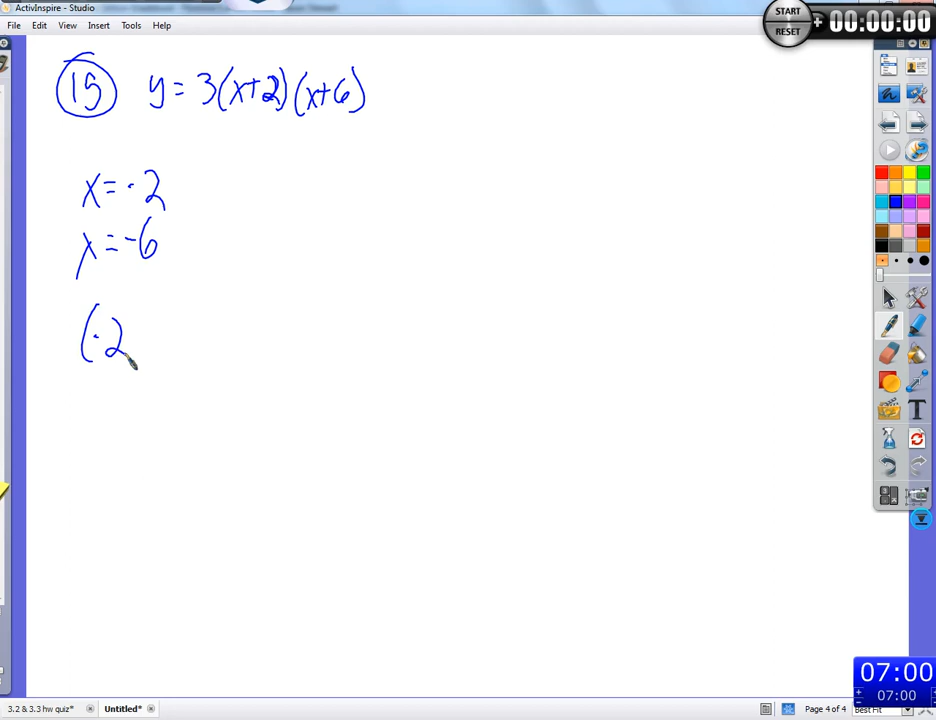 ActivInspire - Studio
START
RESET
+ 00:00:00
File Edit View Insert Tools Help
15 y = 3(x+2)(x+6)
x = -2
x = -6
(-2
T
07:00
07:00
3.2 & 3.3 hw quiz* Untitled* Page 4 of 4 Best Fit